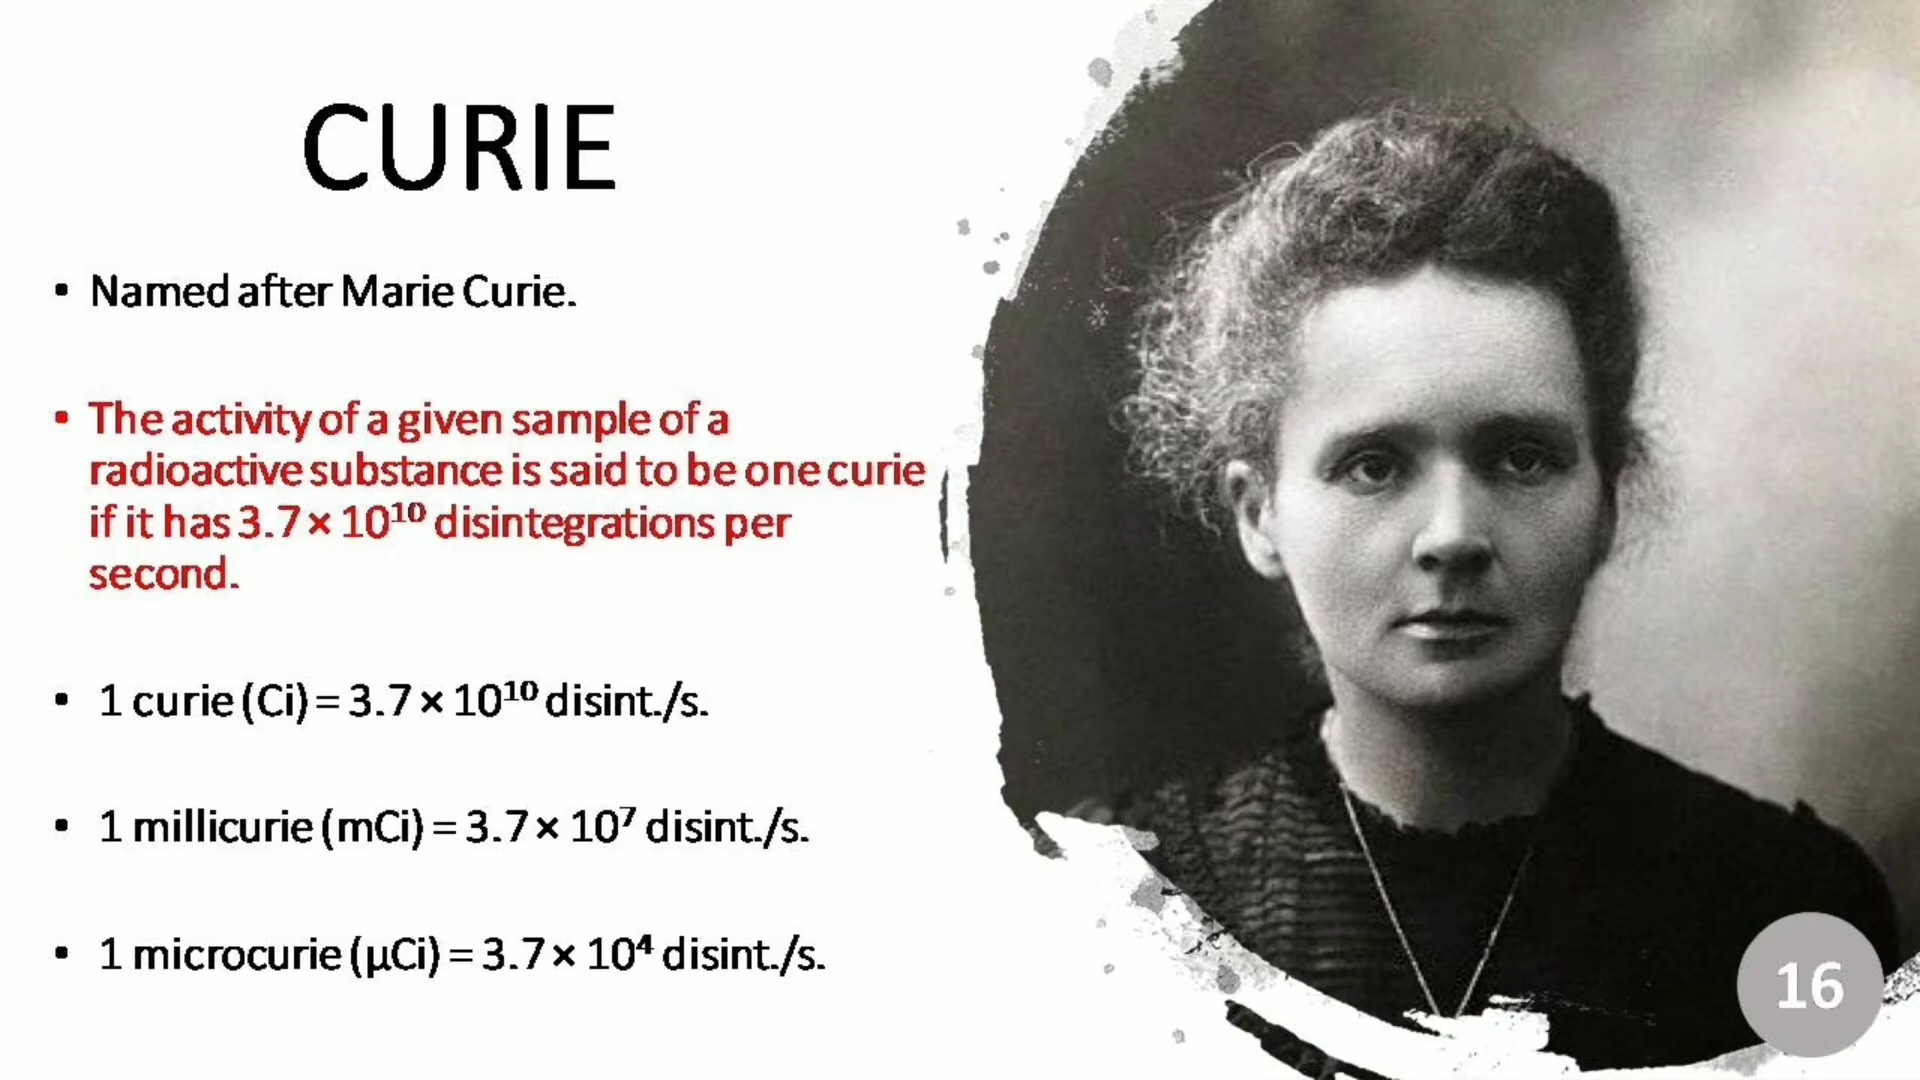 CURIE
• Named after Marie Curie.
• The activity of a given sample of a
radioactive substance is said to be one curie
if it has 3.7 × 10¹⁰ disintegrations per
second.
• 1 curie (Ci) = 3.7 × 10¹⁰ disint./s.
• 1 millicurie (mCi) = 3.7 × 10⁷ disint./s.
• 1 microcurie (µCi) = 3.7 × 10⁴ disint./s.
16